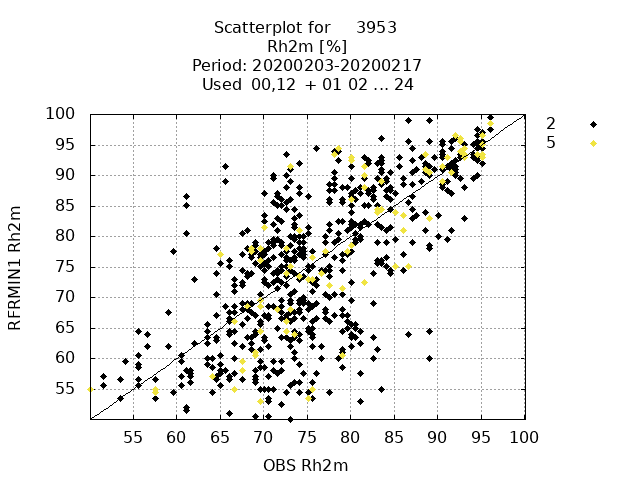 Scatterplot for 3953
Rh2m [%]
Period: 20200203-20200217
Used 00,12 + 01 02 ... 24
100
95
90
85
80
75
70
65
60
55
RFRMIN1 Rh2m
55 60 65 70 75 80 85 90 95 100
OBS Rh2m
2
5